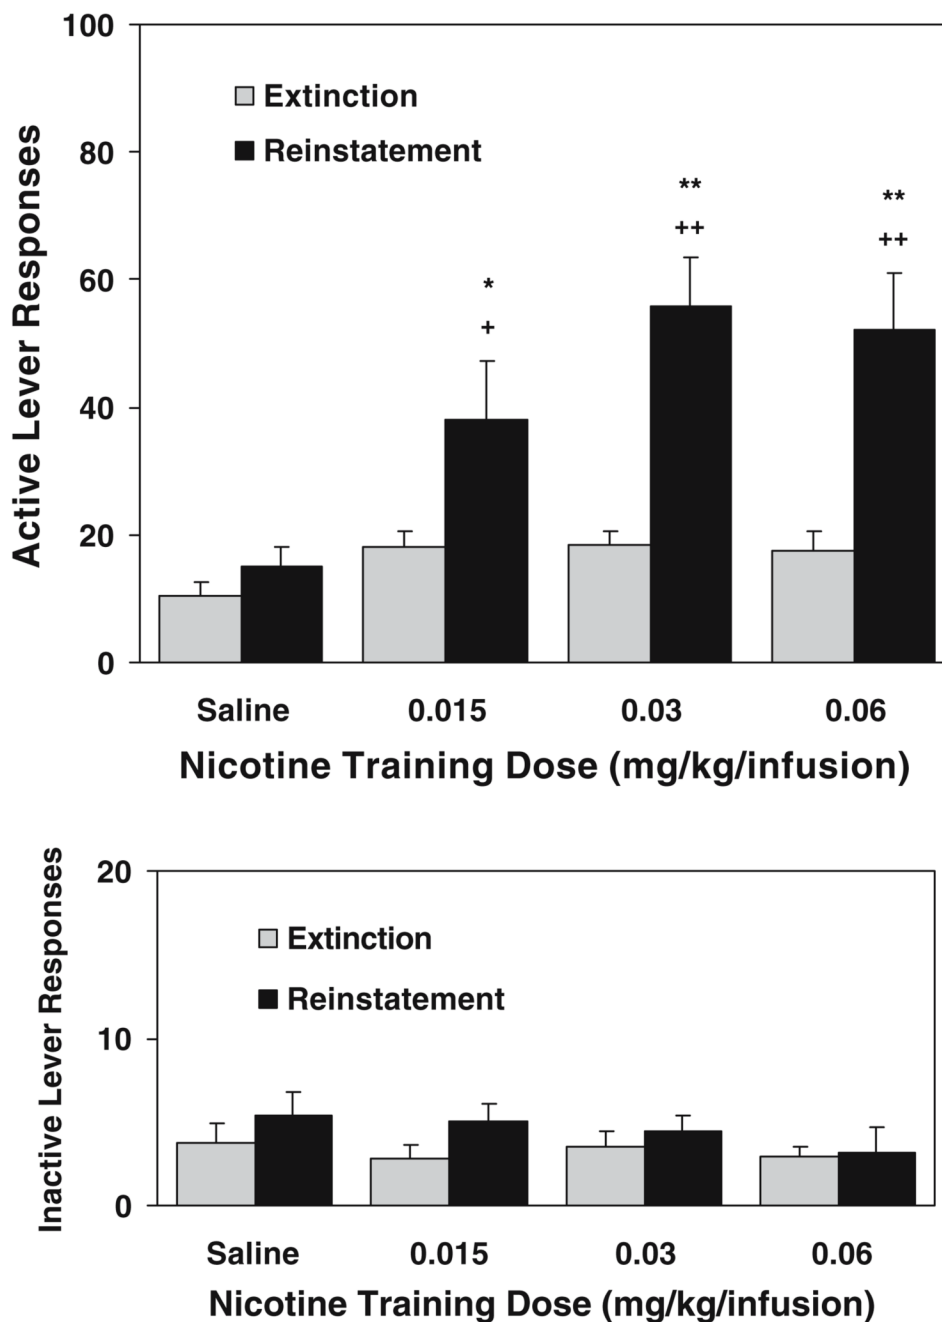 100
80
60
40
20
0
Active Lever Responses
Extinction
Reinstatement
*
+
**
++
**
++
Saline 0.015 0.03 0.06
Nicotine Training Dose (mg/kg/infusion)
20
10
0
Inactive Lever Responses
Extinction
Reinstatement
Saline 0.015 0.03 0.06
Nicotine Training Dose (mg/kg/infusion)